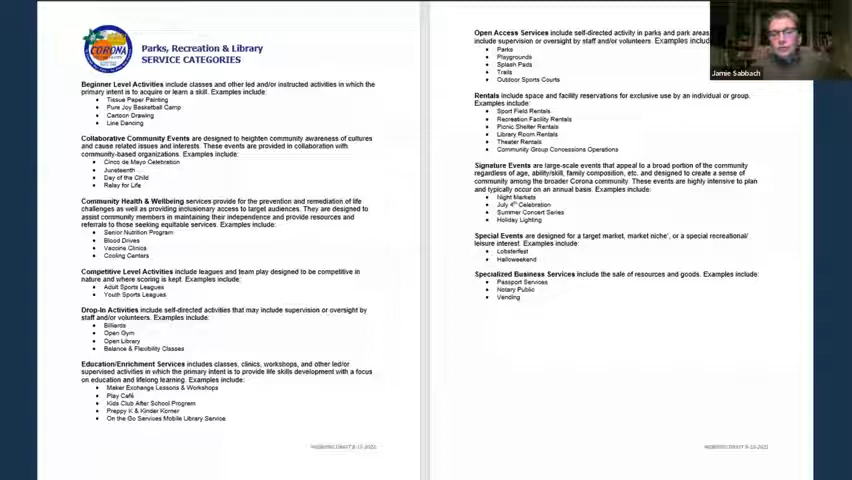 CORONA
Parks, Recreation & Library
SERVICE CATEGORIES
Beginner Level Activities include classes and other led and/or instructed activities in which the
primary intent is to acquire or learn a skill. Examples include:
• Tissue Paper Painting
• Pure Joy Basketball Camp
• Cartoon Drawing
• Line Dancing
Collaborative Community Events are designed to heighten community awareness of cultures
and cause related issues and interests. These events are provided in collaboration with
community-based organizations. Examples include:
• Cinco de Mayo Celebration
• Juneteenth
• Day of the Child
• Relay for Life
Community Health & Wellbeing services provide for the prevention and remediation of life
challenges as well as providing inclusionary access to target audiences. They are designed to
assist community members in maintaining their independence and provide resources and
referrals to those seeking equitable services. Examples include:
• Senior Nutrition Program
• Blood Drives
• Vaccine Clinics
• Cooling Centers
Competitive Level Activities include leagues and team play designed to be competitive in
nature and where scoring is kept. Examples include:
• Adult Sports Leagues
• Youth Sports Leagues
Drop-In Activities include self-directed activities that may include supervision or oversight by
staff and/or volunteers. Examples include:
• Billiards
• Open Gym
• Open Library
• Balance & Flexibility Classes
Education/Enrichment Services includes classes, clinics, workshops, and other led/or
supervised activities in which the primary intent is to provide life skills development with a focus
on education and lifelong learning. Examples include:
• Maker Exchange Lessons & Workshops
• Play Café
• Kids Club After School Program
• Preppy K & Kinder Korner
• On the Go Services Mobile Library Service
WORKING DRAFT
Open Access Services include self-directed activity in parks and park areas
include supervision or oversight by staff and/or volunteers. Examples includ
• Parks
• Playgrounds
• Splash Pads
• Trails
• Outdoor Sports Courts
Rentals include space and facility reservations for exclusive use by an individual or group.
Examples include:
• Sport Field Rentals
• Recreation Facility Rentals
• Picnic Shelter Rentals
• Library Room Rentals
• Theater Rentals
• Community Group Concessions Operations
Signature Events are large-scale events that appeal to a broad portion of the community
regardless of age, ability/skill, family composition, etc. and designed to create a sense of
community among the broader Corona community. These events are highly intensive to plan
and typically occur on an annual basis. Examples include:
• Night Markets
• July 4th Celebration
• Summer Concert Series
• Holiday Lighting
Special Events are designed for a target market, market niche', or a special recreational/
leisure interest. Examples include:
• Lobsterfest
• Halloweekend
Specialized Business Services include the sale of resources and goods. Examples include:
• Passport Services
• Notary Public
• Vending
WORKING DRAFT
Jamie Sabbach